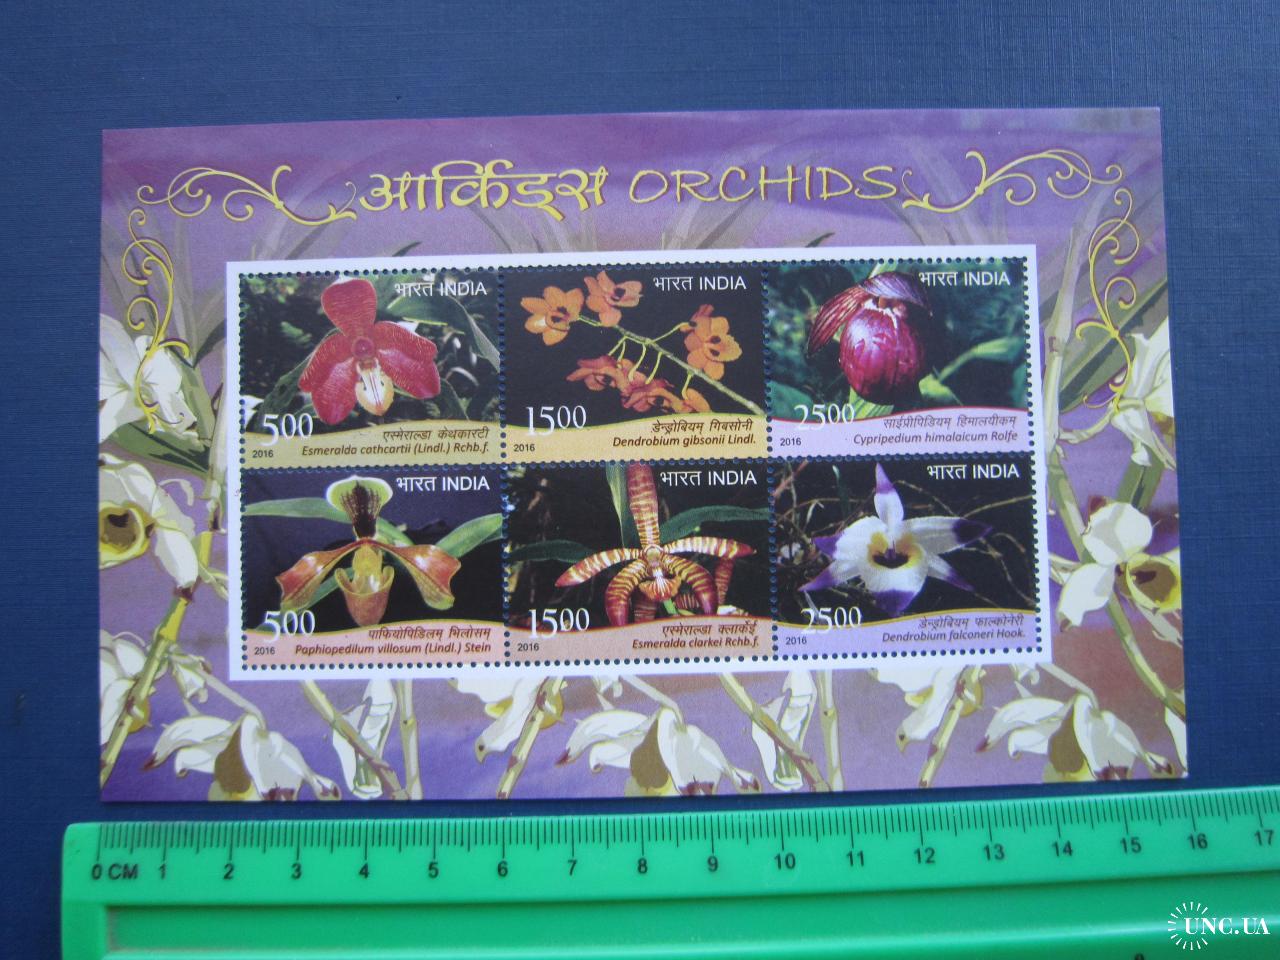 आर्किड्स ORCHIDS
भारत INDIA
500
एस्मेराल्डा केथकारटी
2016 Esmeralda cathcartii (Lindl.) Rchb.f.
भारत INDIA
1500
डेन्ड्रोबियम् गिबसोनी
2016 Dendrobium gibsonii Lindl.
भारत INDIA
2500
साईप्रीपिडियम् हिमालयीकम्
2016 Cypripedium himalaicum Rolfe
भारत INDIA
500
पाफियोपिडिलम् भिलोसम्
2016 Paphiopedilum villosum (Lindl.) Stein
भारत INDIA
1500
एस्मेराल्डा क्लार्केई
2016 Esmeralda clarkei Rchb.f.
भारत INDIA
2500
डेन्ड्रोबियम् फाल्कोनेरी
2016 Dendrobium falconeri Hook.
0 CM 1 2 3 4 5 6 7 8 9 10 11 12 13 14 15 16 17
UNC.UA